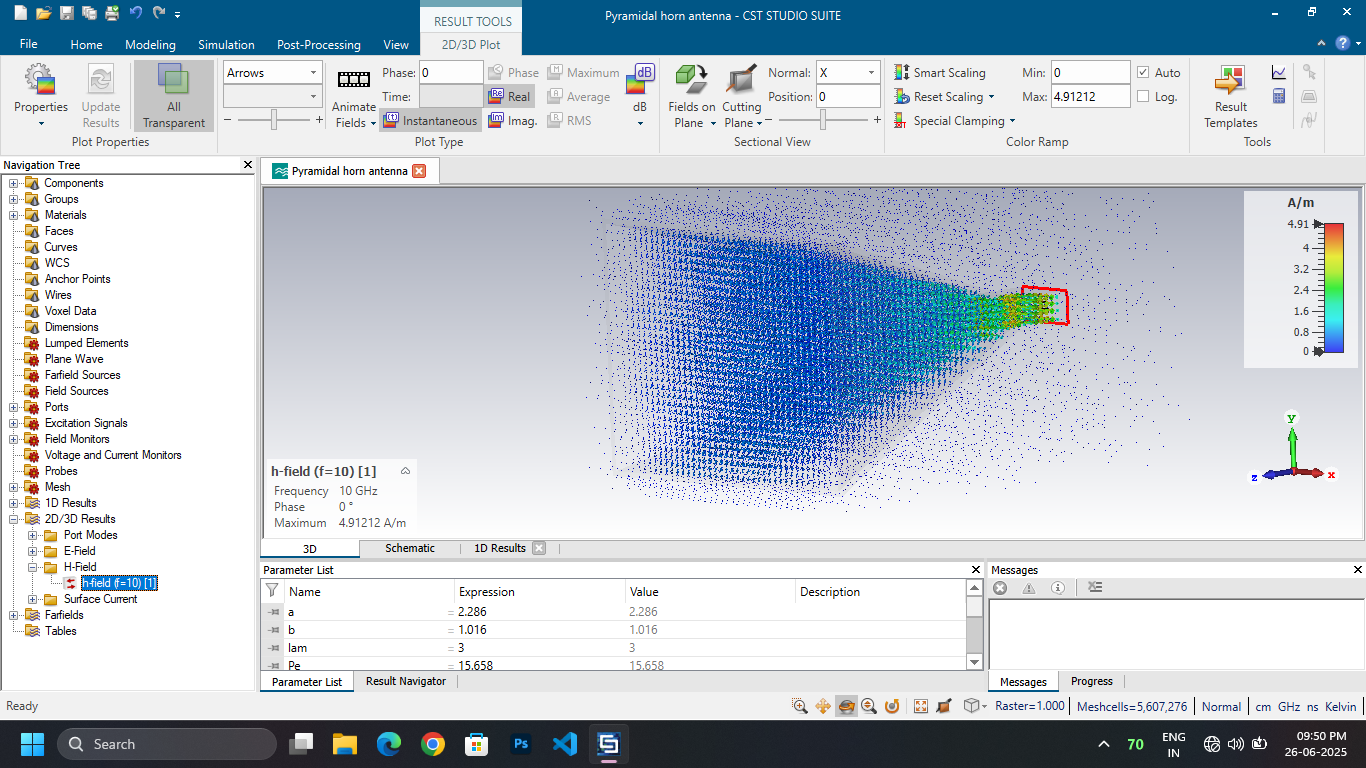 Pyramidal horn antenna - CST STUDIO SUITE
RESULT TOOLS
File Home Modeling Simulation Post-Processing View 2D/3D Plot
Properties
Update Results
All Transparent
Plot Properties
Arrows
Animate Fields
Phase: 0
Time:
Instantaneous
Phase
Real
Imag.
Maximum
Average
RMS
dB
dB
Plot Type
Fields on Plane
Cutting Plane
Normal: X
Position: 0
Sectional View
Smart Scaling
Reset Scaling
Special Clamping
Min: 0
Max: 4.91212
Auto
Log.
Color Ramp
Result Templates
Tools
Navigation Tree
Components
Groups
Materials
Faces
Curves
WCS
Anchor Points
Wires
Voxel Data
Dimensions
Lumped Elements
Plane Wave
Farfield Sources
Field Sources
Ports
Excitation Signals
Field Monitors
Voltage and Current Monitors
Probes
Mesh
1D Results
2D/3D Results
Port Modes
E-Field
H-Field
h-field (f=10) [1]
Surface Current
Farfields
Tables
Pyramidal horn antenna
A/m
4.91
4
3.2
2.4
1.6
0.8
0
y
z x
h-field (f=10) [1]
Frequency 10 GHz
Phase 0 °
Maximum 4.91212 A/m
3D Schematic 1D Results
Parameter List
Name Expression Value Description
a = 2.286 2.286
b = 1.016 1.016
lam = 3 3
Pe = 15.658 15.658
Parameter List Result Navigator
Messages
Messages Progress
Ready
Raster=1.000 Meshcells=5,607,276 Normal cm GHz ns Kelvin
Search
Ps
70
ENG
IN
09:50 PM
26-06-2025